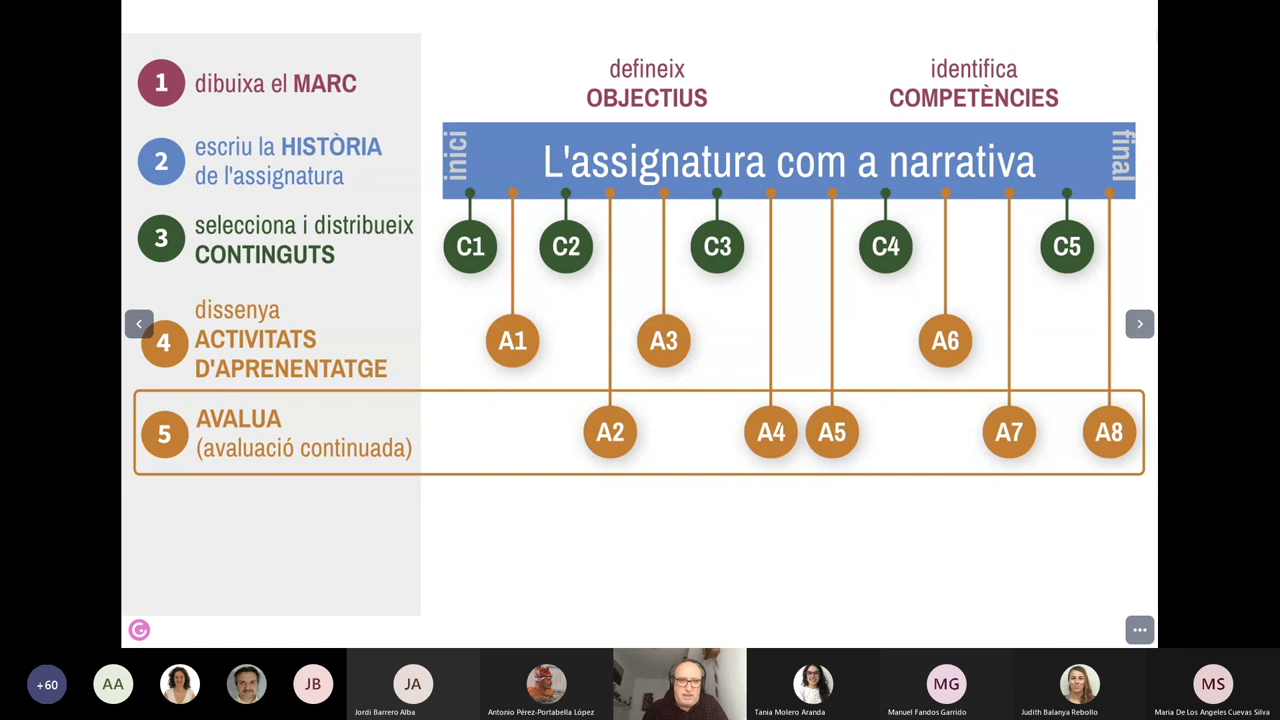 1
dibuixa el MARC
2
escriu la HISTÒRIA
de l'assignatura
3
selecciona i distribueix
CONTINGUTS
4
dissenya
ACTIVITATS
D'APRENENTATGE
5
AVALUA
(avaluació continuada)
defineix
OBJECTIUS
identifica
COMPETÈNCIES
inici
L'assignatura com a narrativa
final
C1
C2
C3
C4
C5
A1
A3
A6
A2
A4
A5
A7
A8
+60
AA
JB
JA
Jordi Barrero Alba
Antonio Pérez-Portabella López
Tania Molero Aranda
MG
Manuel Fandos Garrido
Judith Balanya Rebollo
MS
Maria De Los Angeles Cuevas Silva